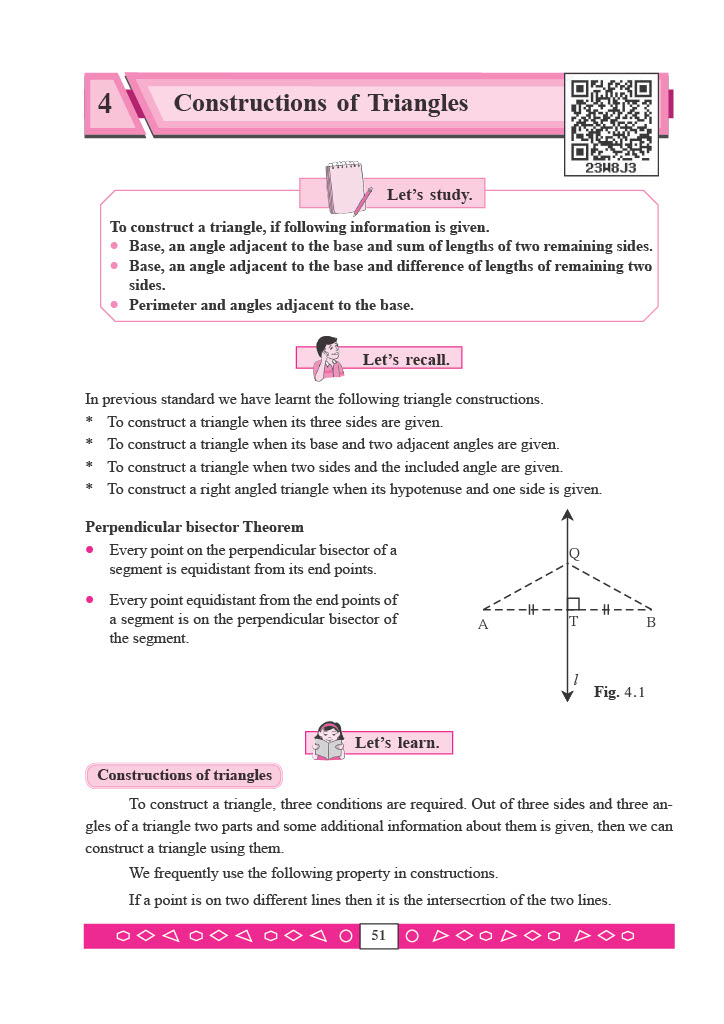 4
Constructions of Triangles
23W8J3
Let's study.
To construct a triangle, if following information is given.
● Base, an angle adjacent to the base and sum of lengths of two remaining sides.
● Base, an angle adjacent to the base and difference of lengths of remaining two
sides.
● Perimeter and angles adjacent to the base.
Let's recall.
In previous standard we have learnt the following triangle constructions.
* To construct a triangle when its three sides are given.
* To construct a triangle when its base and two adjacent angles are given.
* To construct a triangle when two sides and the included angle are given.
* To construct a right angled triangle when its hypotenuse and one side is given.
Perpendicular bisector Theorem
● Every point on the perpendicular bisector of a
segment is equidistant from its end points.
● Every point equidistant from the end points of
a segment is on the perpendicular bisector of
the segment.
Q
A T B
l
Fig. 4.1
Let's learn.
Constructions of triangles
To construct a triangle, three conditions are required. Out of three sides and three an-
gles of a triangle two parts and some additional information about them is given, then we can
construct a triangle using them.
We frequently use the following property in constructions.
If a point is on two different lines then it is the intersecrtion of the two lines.
51